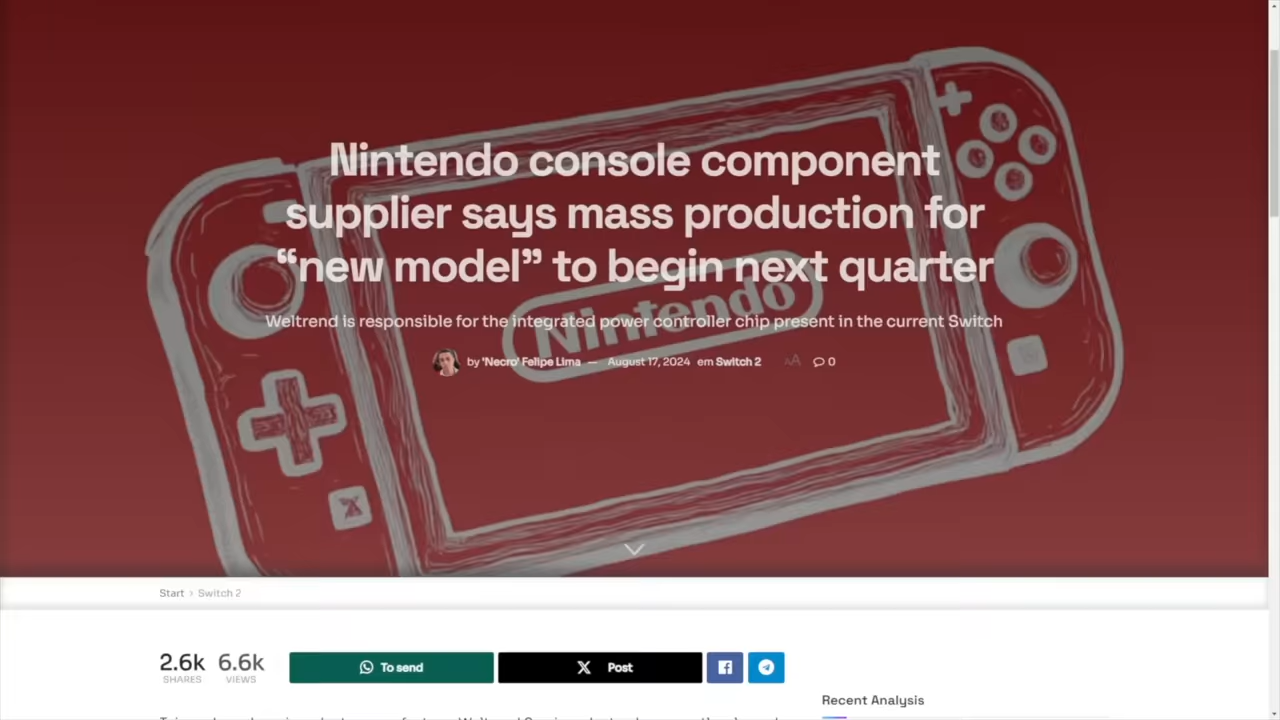 Nintendo console component
supplier says mass production for
“new model” to begin next quarter
Nintendo
Weltrend is responsible for the integrated power controller chip present in the current Switch
by 'Necro' Felipe Lima — August 17, 2024 em Switch 2 AA 0
Start > Switch 2
2.6k 6.6k
SHARES VIEWS
To send
Post
Recent Analysis